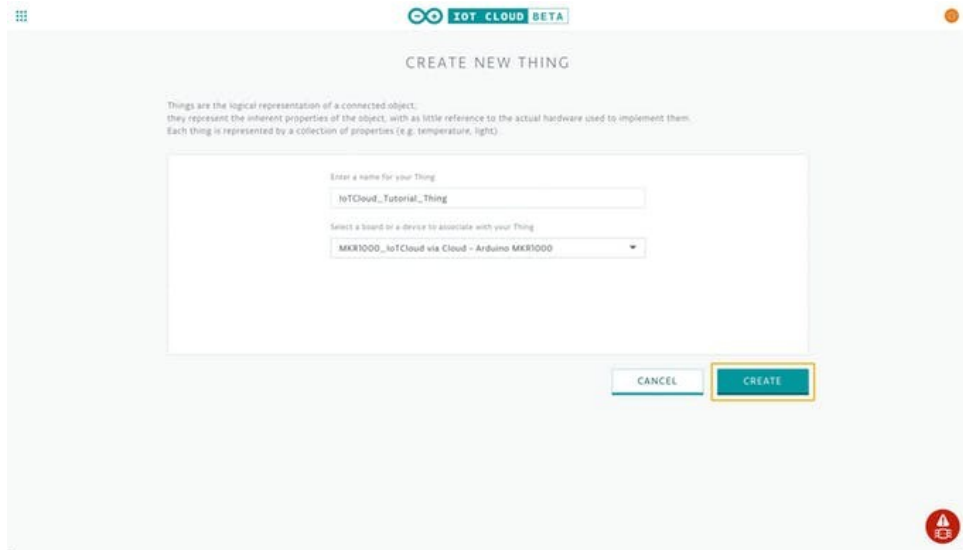 IOT CLOUD BETA
CREATE NEW THING
Things are the logical representation of a connected object;
they represent the inherent properties of the object, with as little reference to the actual hardware used to implement them.
Each thing is represented by a collection of properties (e.g. temperature, light)
Enter a name for your Thing
IoTCloud_Tutorial_Thing
Select a board or a device to associate with your Thing
MKR1000_IoTCloud via Cloud - Arduino MKR1000
CANCEL CREATE